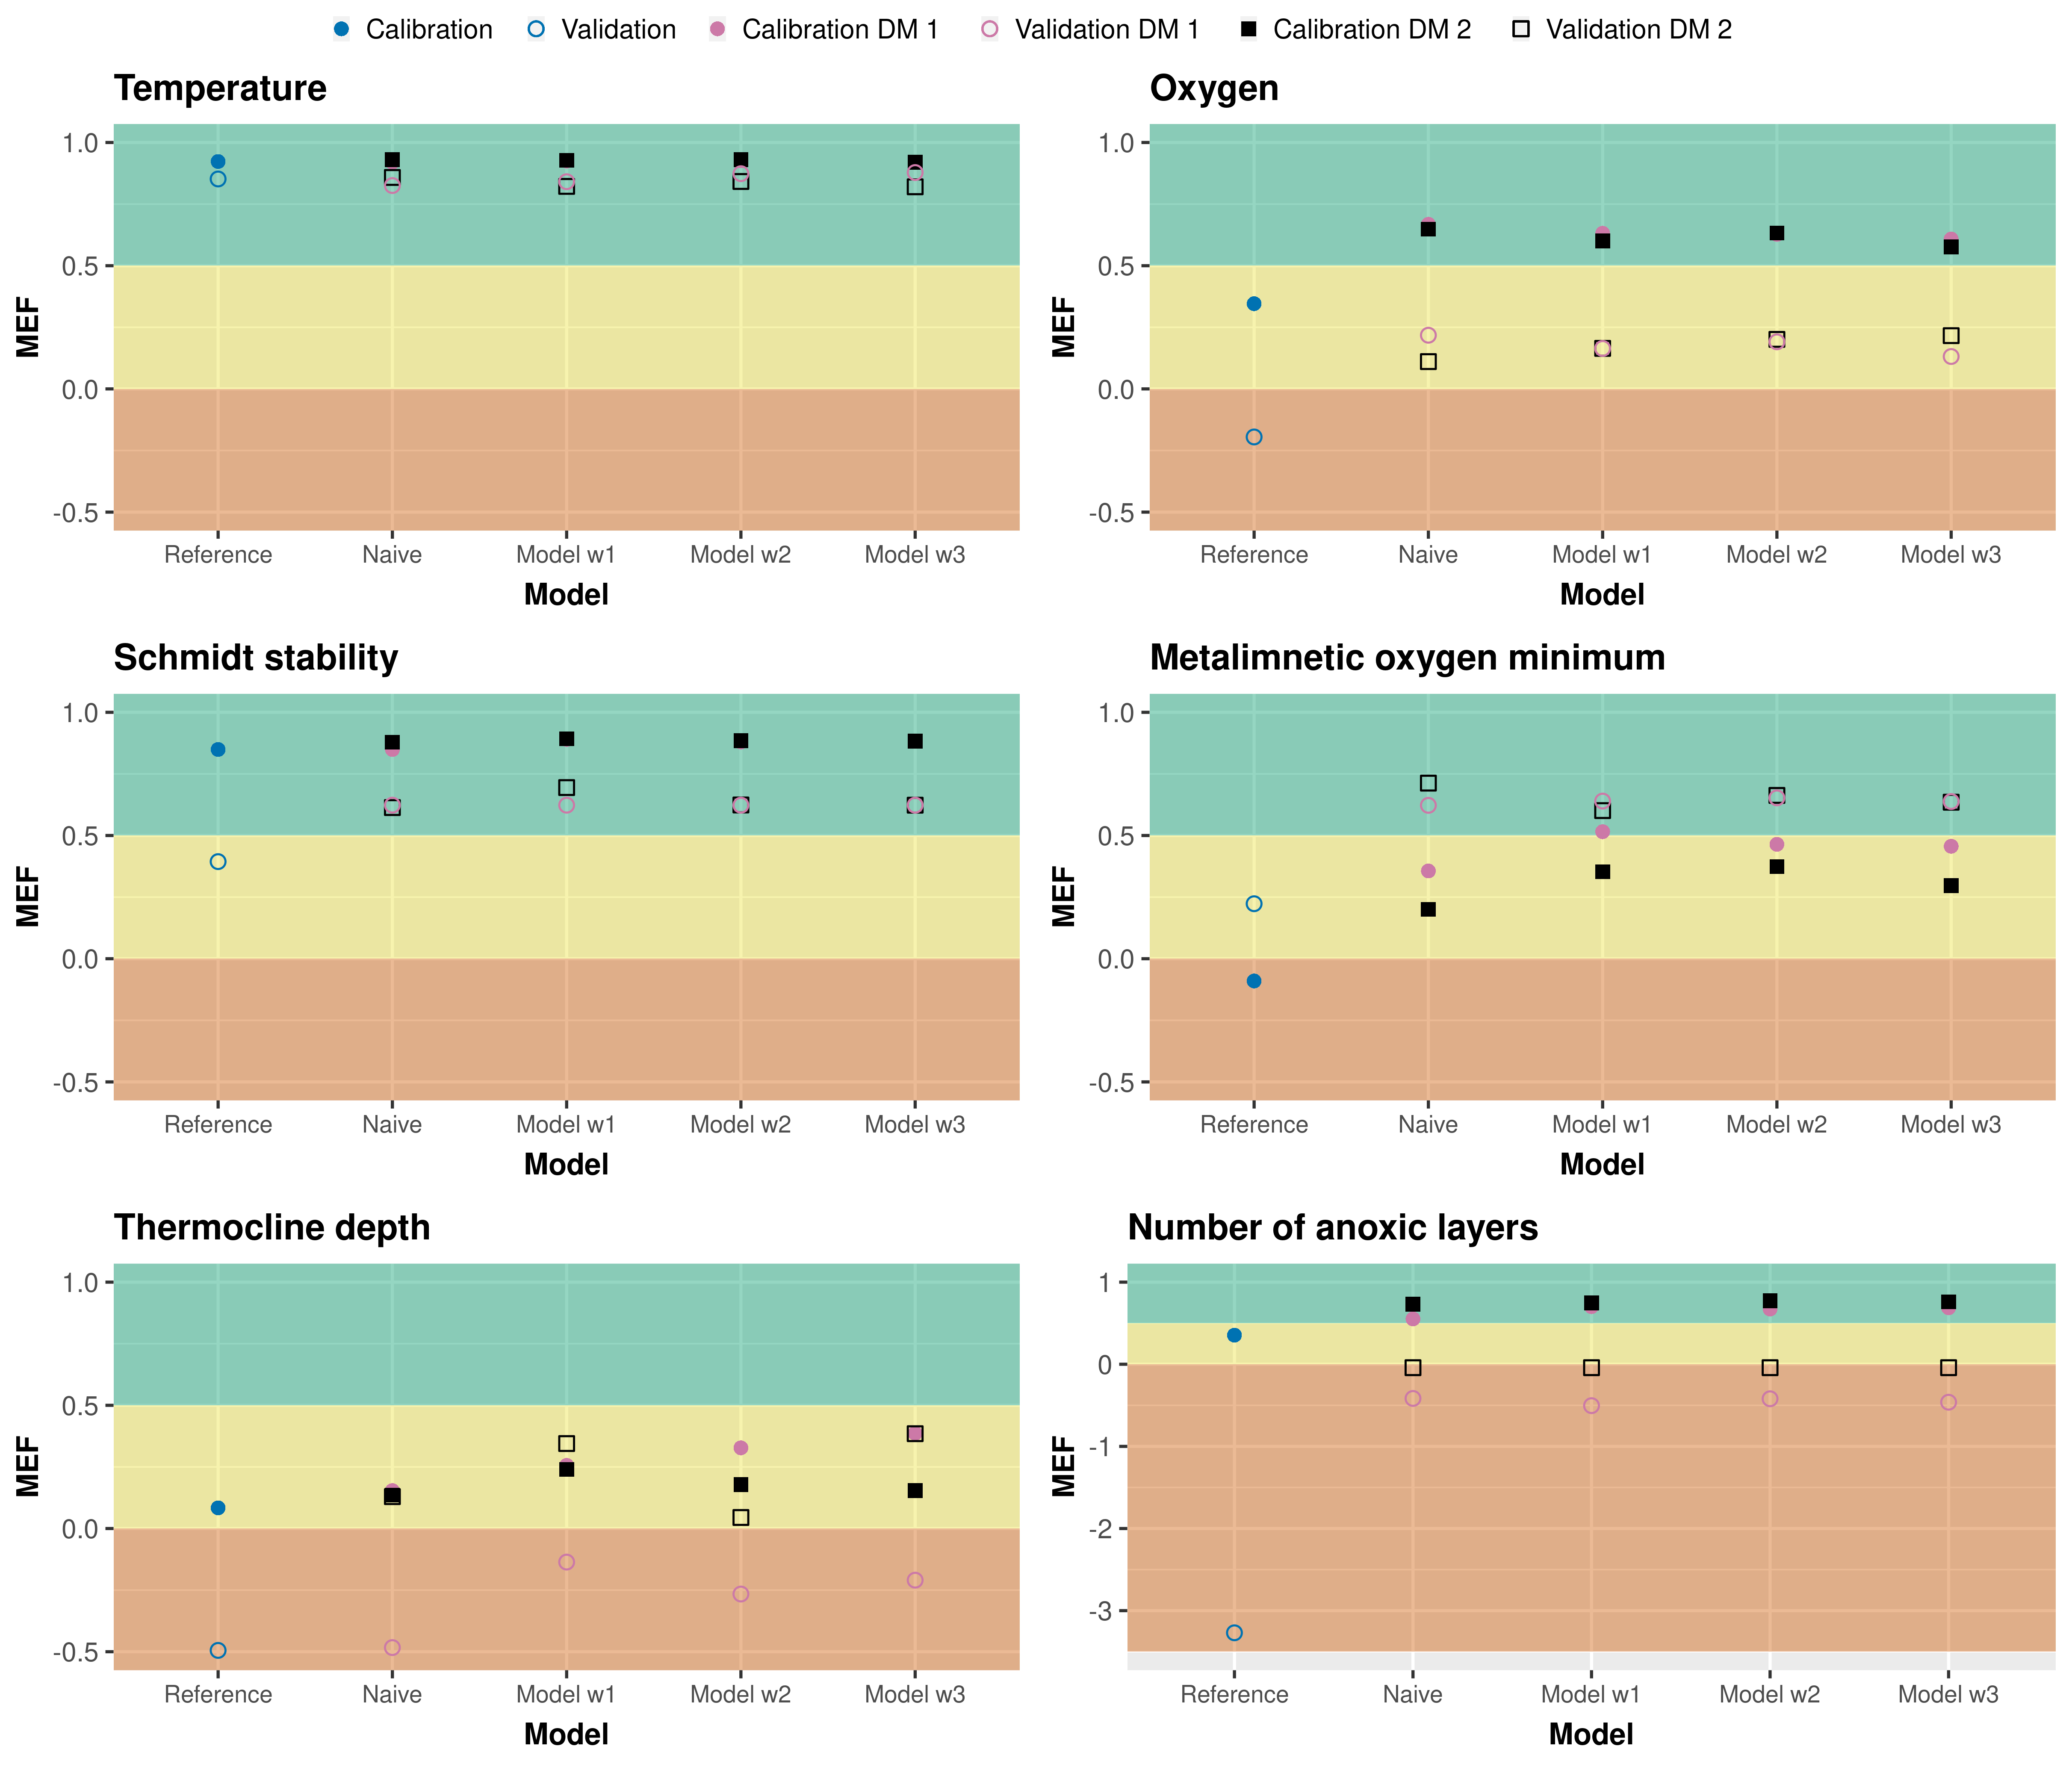 Calibration Validation Calibration DM 1 Validation DM 1 Calibration DM 2 Validation DM 2
Temperature
MEF
1.0
0.5
0.0
-0.5
Reference Naive Model w1 Model w2 Model w3
Model
Oxygen
MEF
1.0
0.5
0.0
-0.5
Reference Naive Model w1 Model w2 Model w3
Model
Schmidt stability
MEF
1.0
0.5
0.0
-0.5
Reference Naive Model w1 Model w2 Model w3
Model
Metalimnetic oxygen minimum
MEF
1.0
0.5
0.0
-0.5
Reference Naive Model w1 Model w2 Model w3
Model
Thermocline depth
MEF
1.0
0.5
0.0
-0.5
Reference Naive Model w1 Model w2 Model w3
Model
Number of anoxic layers
MEF
1
0
-1
-2
-3
Reference Naive Model w1 Model w2 Model w3
Model